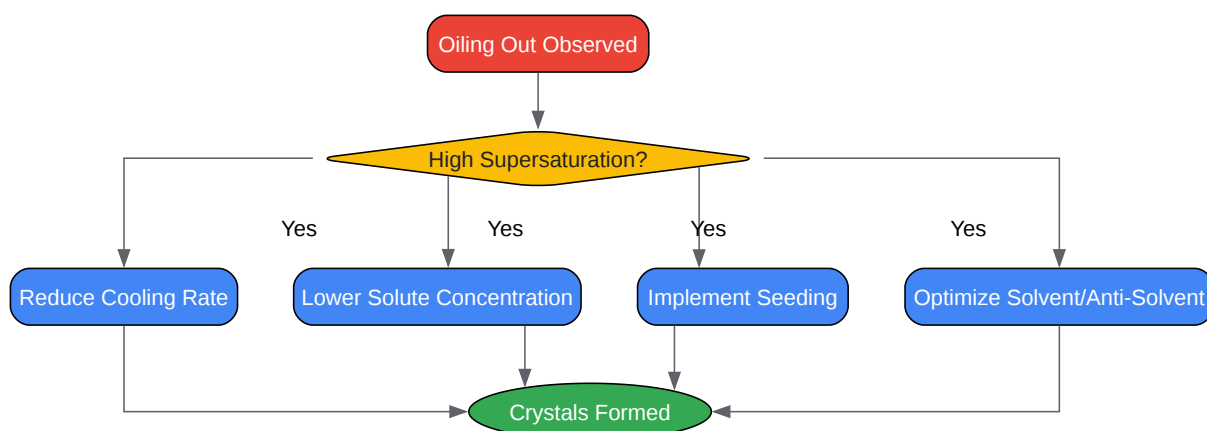 Oiling Out Observed
High Supersaturation?
Yes
Yes
Yes
Yes
Reduce Cooling Rate
Lower Solute Concentration
Implement Seeding
Optimize Solvent/Anti-Solvent
Crystals Formed